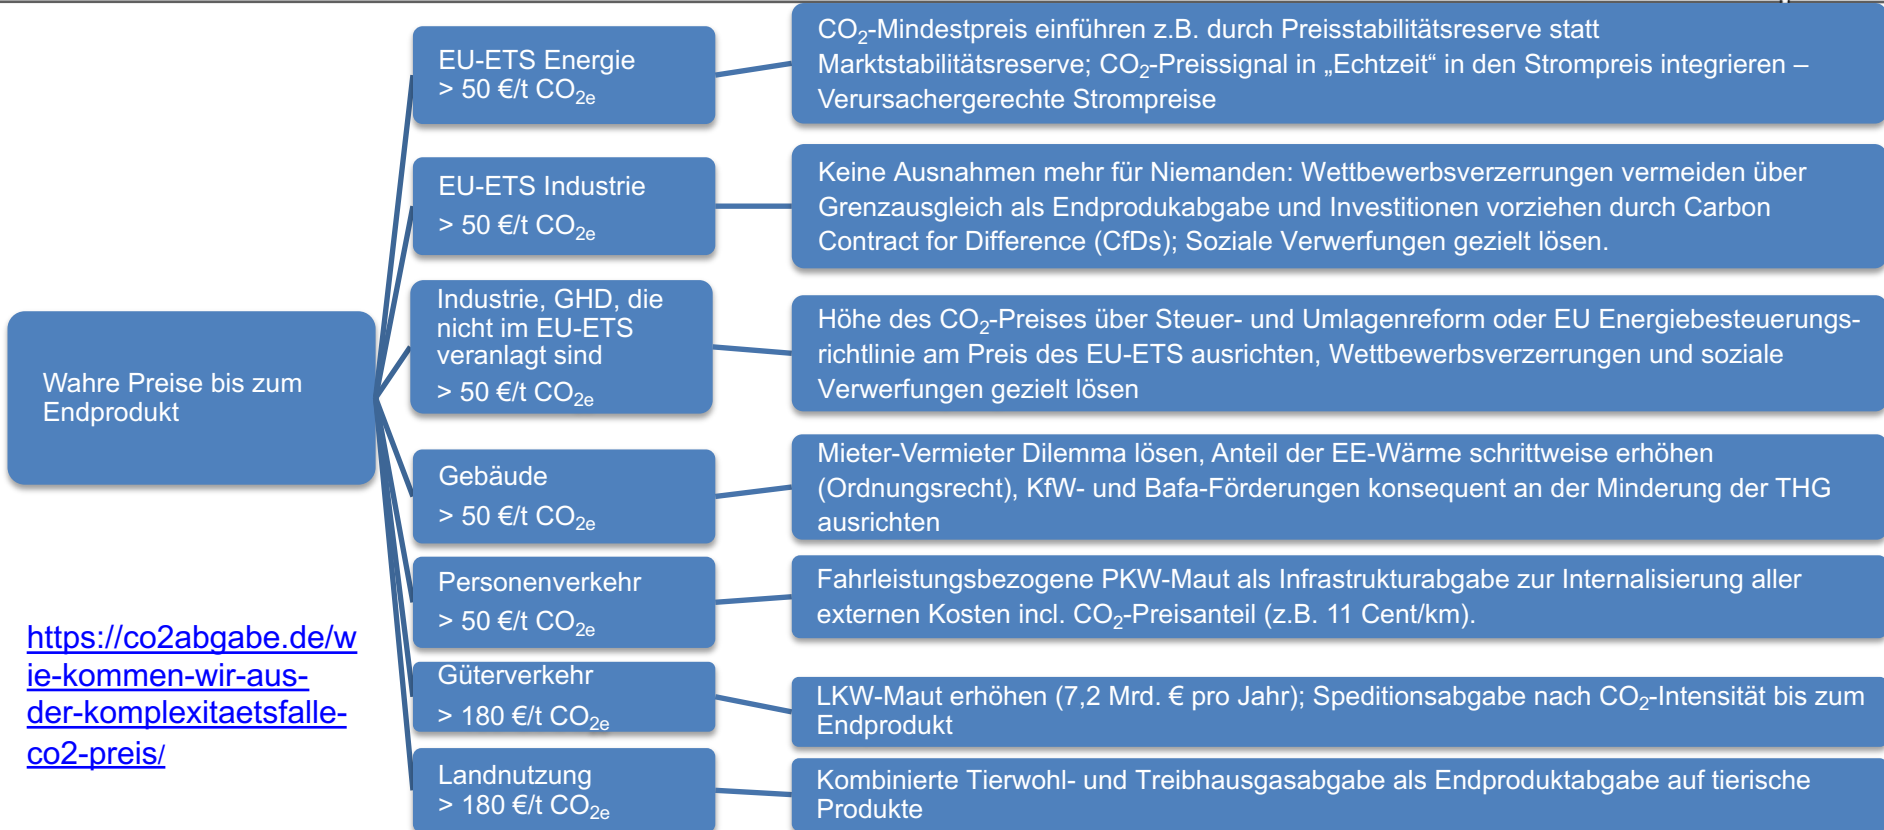 Wahre Preise bis zum
Endprodukt
https://co2abgabe.de/w
ie-kommen-wir-aus-
der-komplexitaetsfalle-
co2-preis/
EU-ETS Energie
> 50 €/t CO₂ₑ
CO₂-Mindestpreis einführen z.B. durch Preisstabilitätsreserve statt
Marktstabilitätsreserve; CO₂-Preissignal in „Echtzeit“ in den Strompreis integrieren –
Verursachergerechte Strompreise
EU-ETS Industrie
> 50 €/t CO₂ₑ
Keine Ausnahmen mehr für Niemanden: Wettbewerbsverzerrungen vermeiden über
Grenzausgleich als Endprodukabgabe und Investitionen vorziehen durch Carbon
Contract for Difference (CfDs); Soziale Verwerfungen gezielt lösen.
Industrie, GHD, die
nicht im EU-ETS
veranlagt sind
> 50 €/t CO₂ₑ
Höhe des CO₂-Preises über Steuer- und Umlagenreform oder EU Energiebesteuerungs-
richtlinie am Preis des EU-ETS ausrichten, Wettbewerbsverzerrungen und soziale
Verwerfungen gezielt lösen
Gebäude
> 50 €/t CO₂ₑ
Mieter-Vermieter Dilemma lösen, Anteil der EE-Wärme schrittweise erhöhen
(Ordnungsrecht), KfW- und Bafa-Förderungen konsequent an der Minderung der THG
ausrichten
Personenverkehr
> 50 €/t CO₂ₑ
Fahrleistungsbezogene PKW-Maut als Infrastrukturabgabe zur Internalisierung aller
externen Kosten incl. CO₂-Preisanteil (z.B. 11 Cent/km).
Güterverkehr
> 180 €/t CO₂ₑ
LKW-Maut erhöhen (7,2 Mrd. € pro Jahr); Speditionsabgabe nach CO₂-Intensität bis zum
Endprodukt
Landnutzung
> 180 €/t CO₂ₑ
Kombinierte Tierwohl- und Treibhausgasabgabe als Endproduktabgabe auf tierische
Produkte